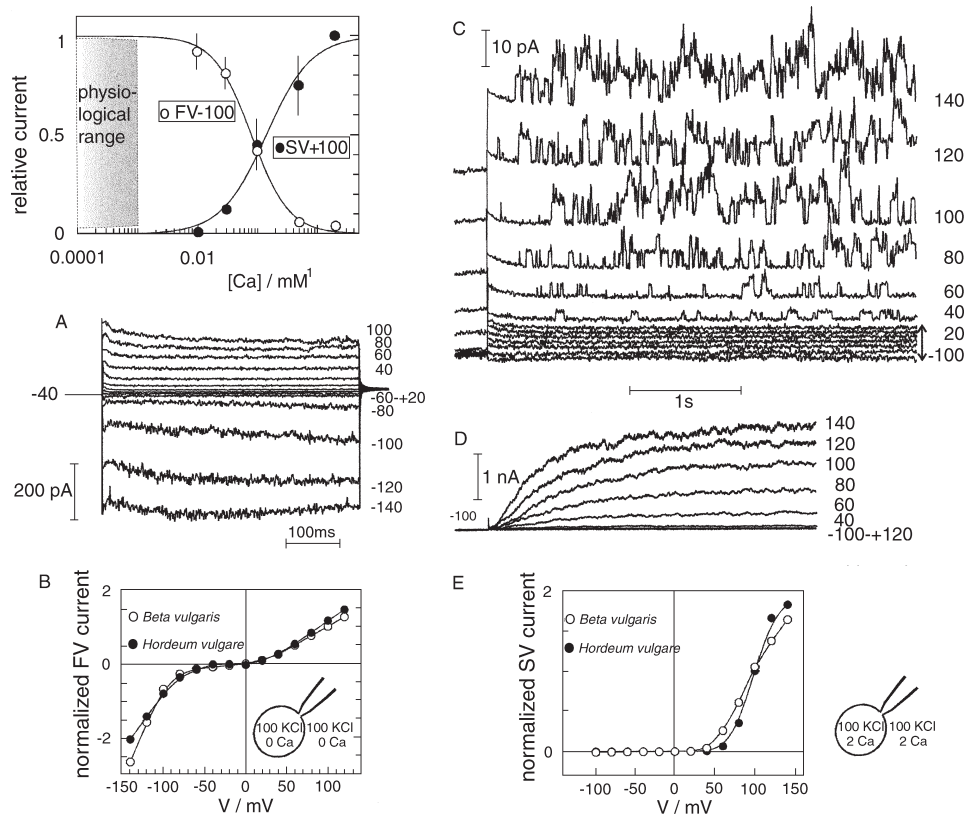 relative current
1
0.5
0
physio-
logical
range
FV-100
SV+100
0.0001
0.01
1
[Ca] / mM
A
100
80
60
40
-40
-60-+20
-80
-100
-120
-140
200 pA
100ms
B
normalized FV current
2
0
-2
Beta vulgaris
Hordeum vulgare
100 KCl 100 KCl
0 Ca 0 Ca
-150 -100 -50 0 50 100
V / mV
C
10 pA
140
120
100
80
60
40
20
-100
1s
D
1 nA
-100
140
120
100
80
60
40
-100-+120
E
normalized SV current
2
0
Beta vulgaris
Hordeum vulgare
100 KCl 100 KCl
2 Ca 2 Ca
-100 -50 0 50 100 150
V / mV